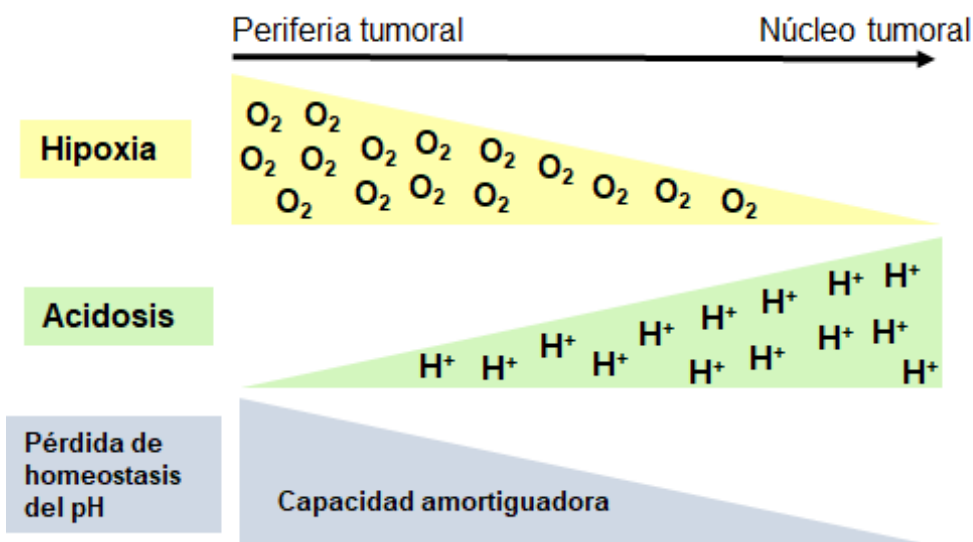 Periferia tumoral
Núcleo tumoral
Hipoxia
O₂ O₂
O₂ O₂ O₂ O₂ O₂ O₂
O₂ O₂ O₂ O₂ O₂ O₂ O₂
Acidosis
H⁺ H⁺ H⁺ H⁺ H⁺ H⁺ H⁺ H⁺ H⁺
H⁺ H⁺ H⁺ H⁺ H⁺
Pérdida de
homeostasis
del pH
Capacidad amortiguadora